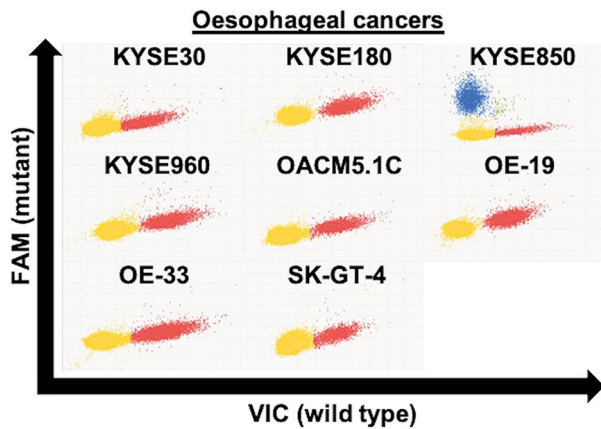 Oesophageal cancers
KYSE30 KYSE180 KYSE850
KYSE960 OACM5.1C OE-19
OE-33 SK-GT-4
FAM (mutant)
VIC (wild type)